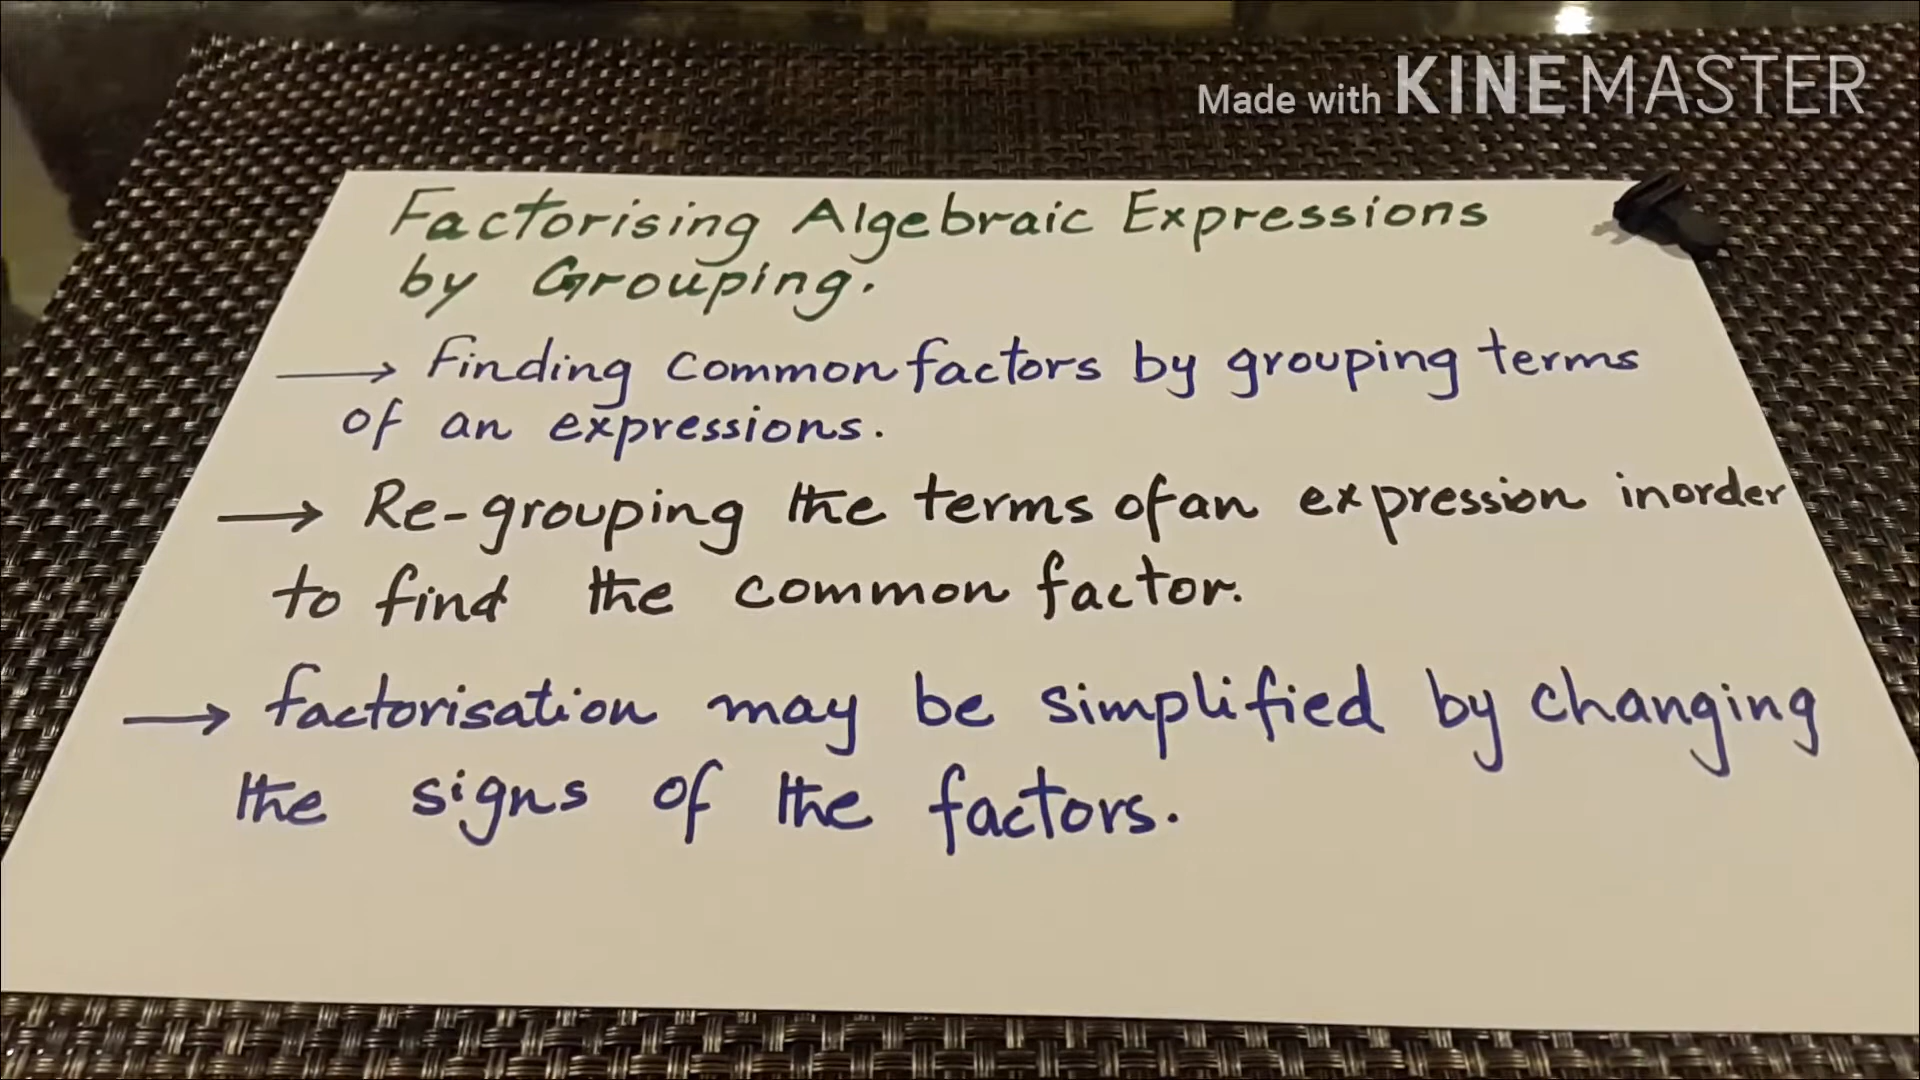 Made with KINEMASTER
Factorising Algebraic Expressions
by Grouping.
→ Finding common factors by grouping terms
of an expressions.
→ Re-grouping the terms of an expression inorder
to find the common factor.
→ factorisation may be simplified by changing
the signs of the factors.